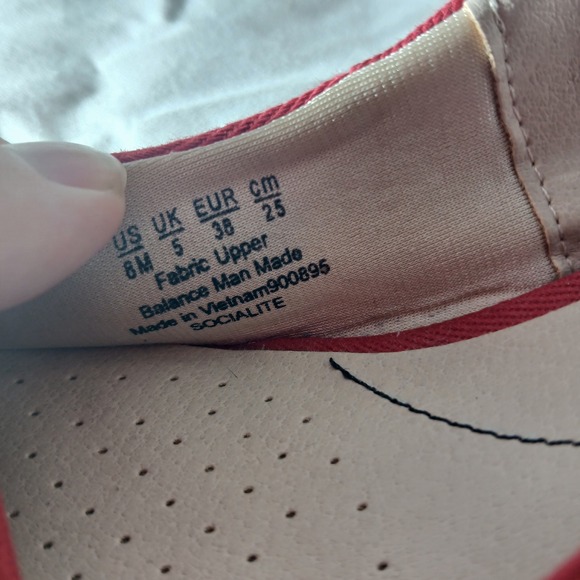 US UK EUR cm
8M 5 38 25
Fabric Upper
Balance Man Made
Made in Vietnam900895
SOCIALITE